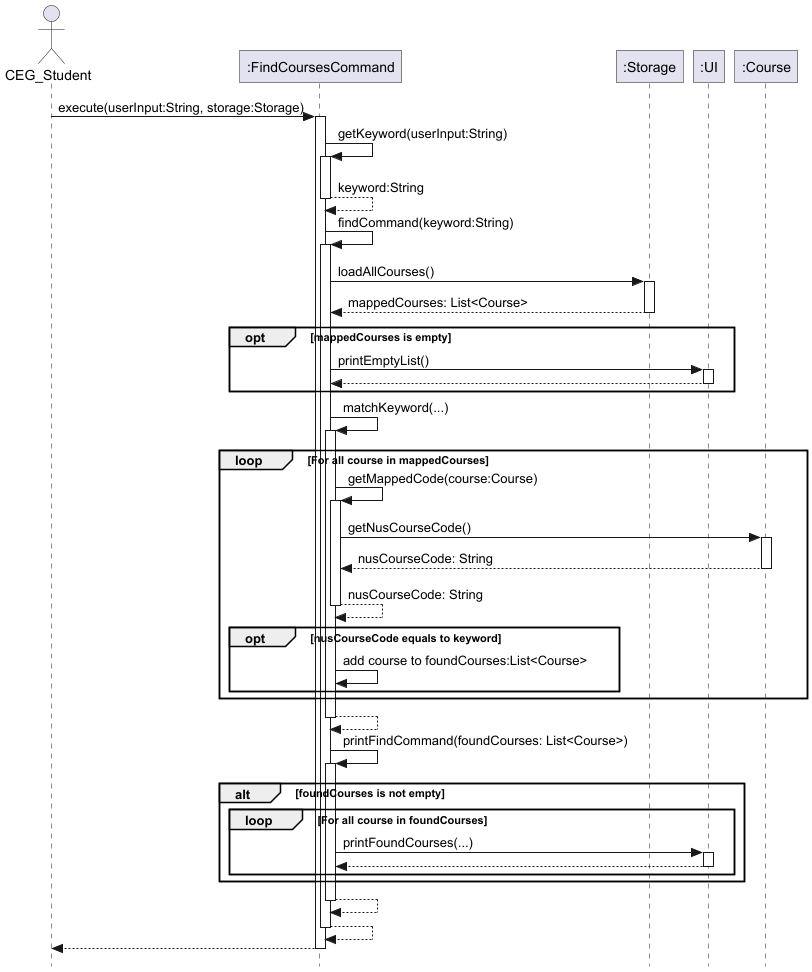 CEG_Student
:FindCoursesCommand
:Storage
:UI
:Course
execute(userInput:String, storage:Storage)
getKeyword(userInput:String)
keyword:String
findCommand(keyword:String)
loadAllCourses()
mappedCourses: List<Course>
opt [mappedCourses is empty]
printEmptyList()
matchKeyword(...)
loop [For all course in mappedCourses]
getMappedCode(course:Course)
getNusCourseCode()
nusCourseCode: String
nusCourseCode: String
opt [nusCourseCode equals to keyword]
add course to foundCourses:List<Course>
printFindCommand(foundCourses: List<Course>)
alt [foundCourses is not empty]
loop [For all course in foundCourses]
printFoundCourses(...)